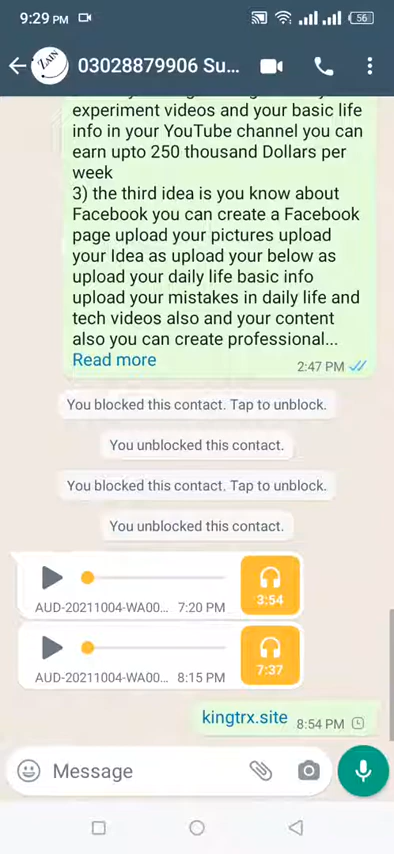 9:29 PM 56
ZAIN 03028879906 Su...
experiment videos and your basic life
info in your YouTube channel you can
earn upto 250 thousand Dollars per
week
3) the third idea is you know about
Facebook you can create a Facebook
page upload your pictures upload
your Idea as upload your below as
upload your daily life basic info
upload your mistakes in daily life and
tech videos also and your content
also you can create professional...
Read more
2:47 PM
You blocked this contact. Tap to unblock.
You unblocked this contact.
You blocked this contact. Tap to unblock.
You unblocked this contact.
3:54
AUD-20211004-WA00... 7:20 PM
7:37
AUD-20211004-WA00... 8:15 PM
kingtrx.site 8:54 PM
Message